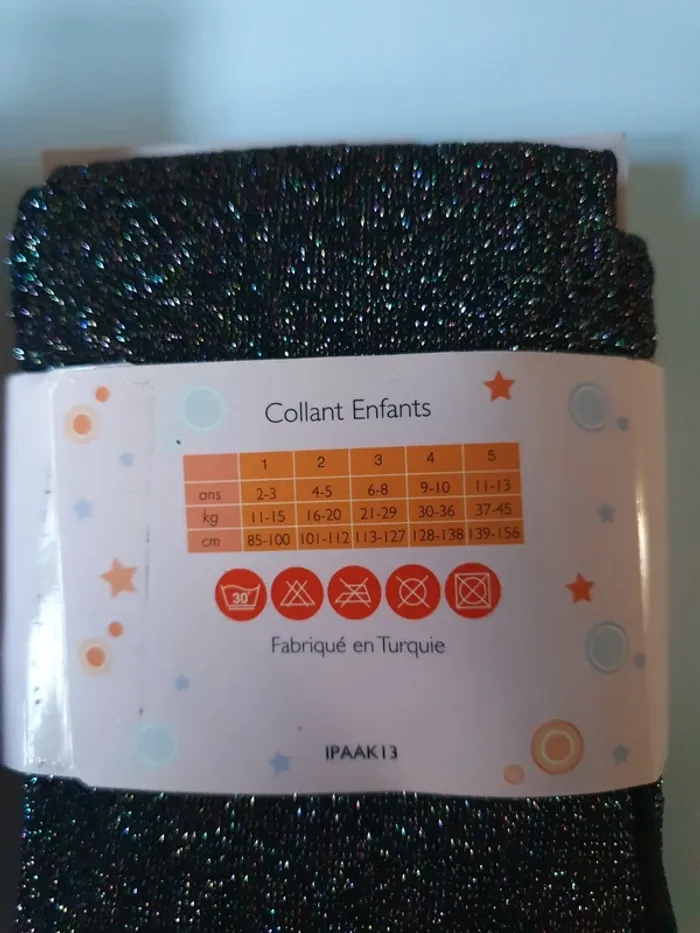 Collant Enfants
1 2 3 4 5
ans 2-3 4-5 6-8 9-10 11-13
kg 11-15 16-20 21-29 30-36 37-45
cm 85-100 101-112 113-127 128-138 139-156
30°
Fabriqué en Turquie
IPAAK13